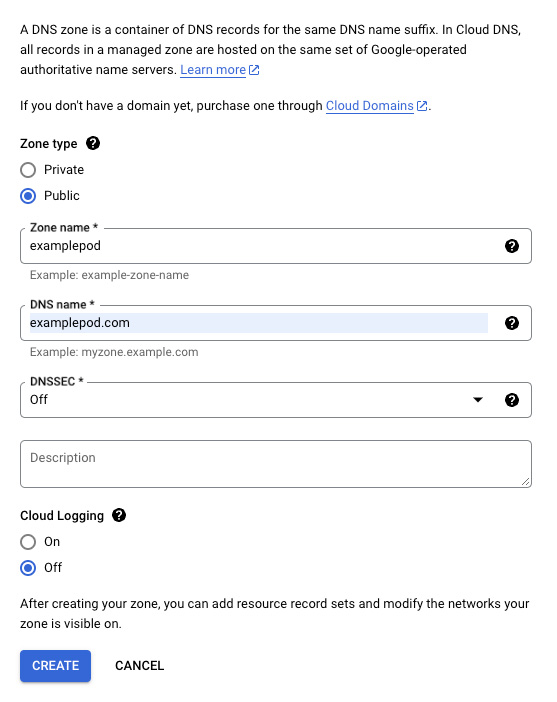 A DNS zone is a container of DNS records for the same DNS name suffix. In Cloud DNS,
all records in a managed zone are hosted on the same set of Google-operated
authoritative name servers. Learn more
If you don't have a domain yet, purchase one through Cloud Domains.
Zone type
Private
Public
Zone name *
examplepod
Example: example-zone-name
DNS name *
examplepod.com
Example: myzone.example.com
DNSSEC *
Off
Description
Cloud Logging
On
Off
After creating your zone, you can add resource record sets and modify the networks your
zone is visible on.
CREATE CANCEL